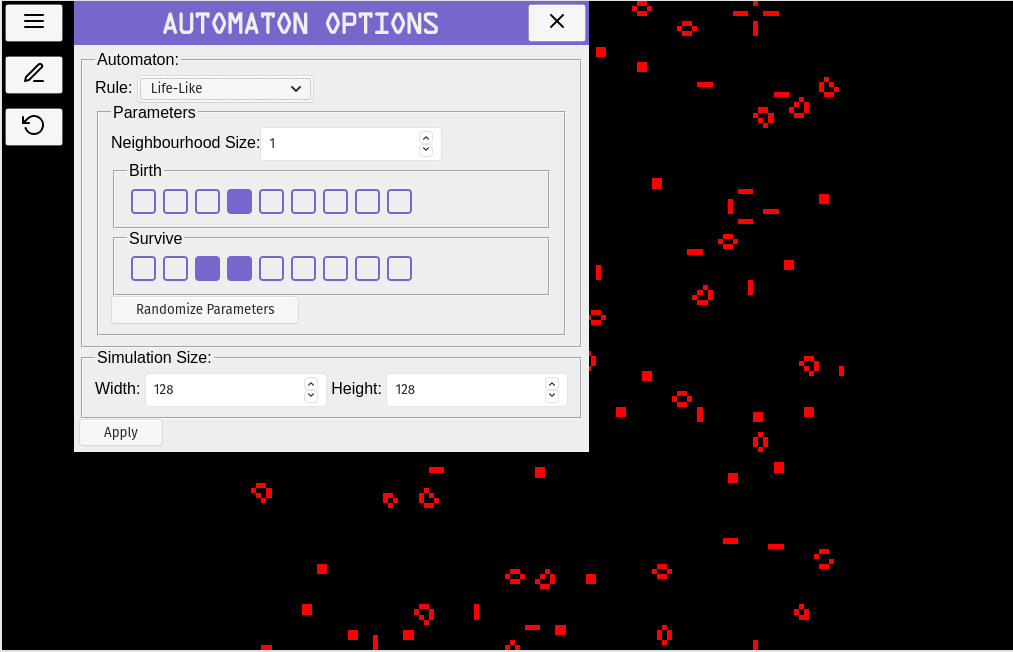 AUTOMATON OPTIONS
Automaton:
Rule: Life-Like
Parameters
Neighbourhood Size: 1
Birth
Survive
Randomize Parameters
Simulation Size:
Width: 128 Height: 128
Apply